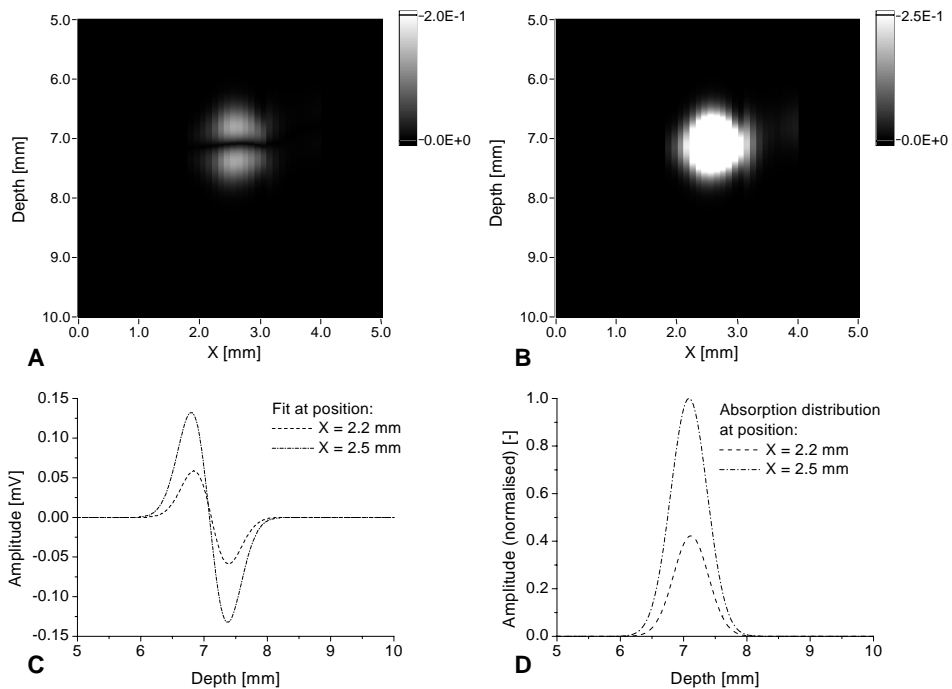 5.0
6.0
7.0
8.0
9.0
10.0
Depth [mm]
0.0
1.0
2.0
3.0
4.0
5.0
X [mm]
2.0E-1
0.0E+0
A
5.0
6.0
7.0
8.0
9.0
10.0
Depth [mm]
0.0
1.0
2.0
3.0
4.0
5.0
X [mm]
2.5E-1
0.0E+0
B
0.15
0.10
0.05
0.00
-0.05
-0.10
-0.15
Amplitude [mV]
Fit at position:
X = 2.2 mm
X = 2.5 mm
5
6
7
8
9
10
Depth [mm]
C
1.0
0.8
0.6
0.4
0.2
0.0
Amplitude (normalised) [-]
Absorption distribution
at position:
X = 2.2 mm
X = 2.5 mm
5
6
7
8
9
10
Depth [mm]
D